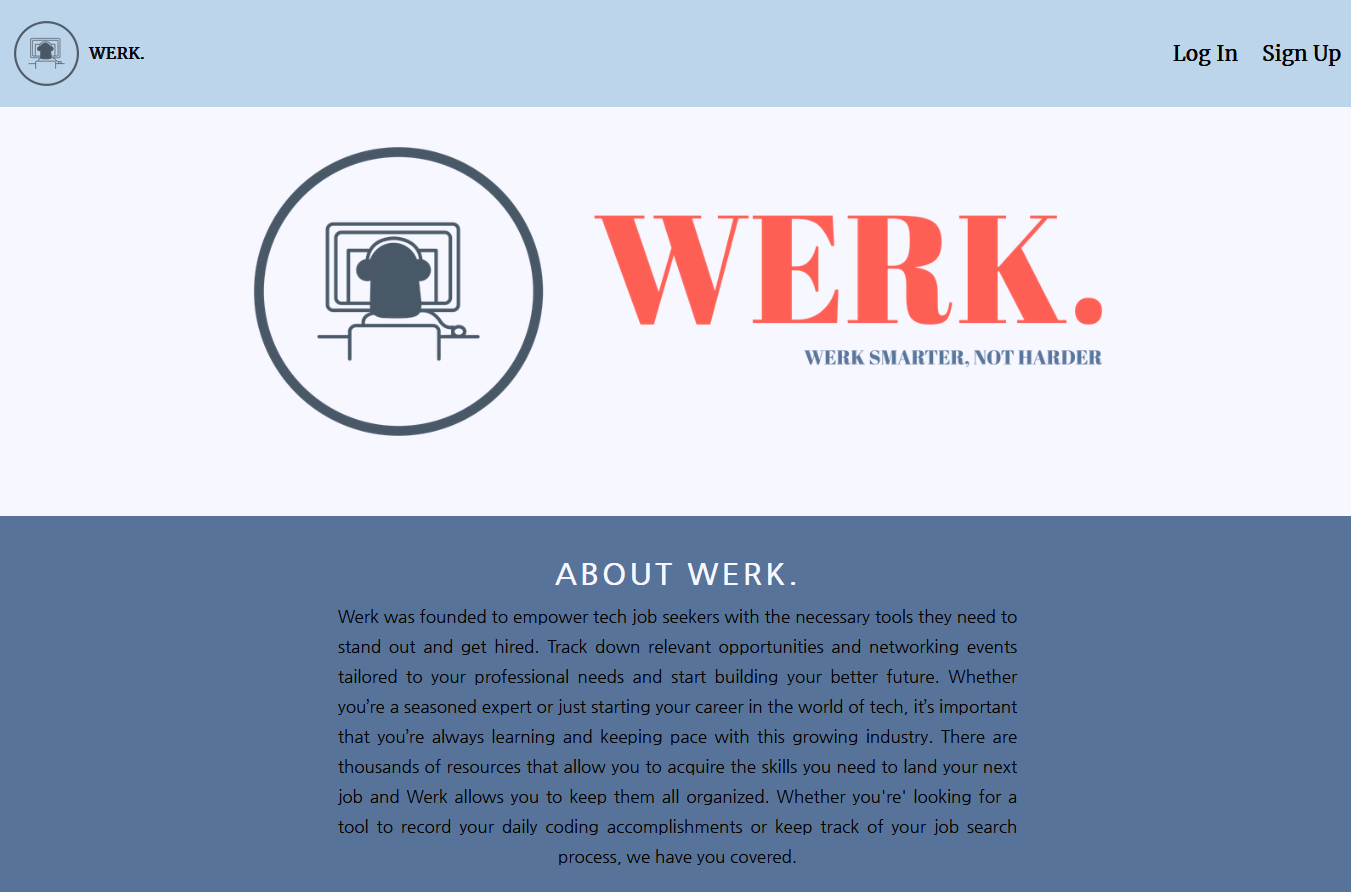 WERK.
Log In
Sign Up
WERK.
WERK SMARTER, NOT HARDER
ABOUT WERK.
Werk was founded to empower tech job seekers with the necessary tools they need to
stand out and get hired. Track down relevant opportunities and networking events
tailored to your professional needs and start building your better future. Whether
you’re a seasoned expert or just starting your career in the world of tech, it’s important
that you’re always learning and keeping pace with this growing industry. There are
thousands of resources that allow you to acquire the skills you need to land your next
job and Werk allows you to keep them all organized. Whether you're' looking for a
tool to record your daily coding accomplishments or keep track of your job search
process, we have you covered.